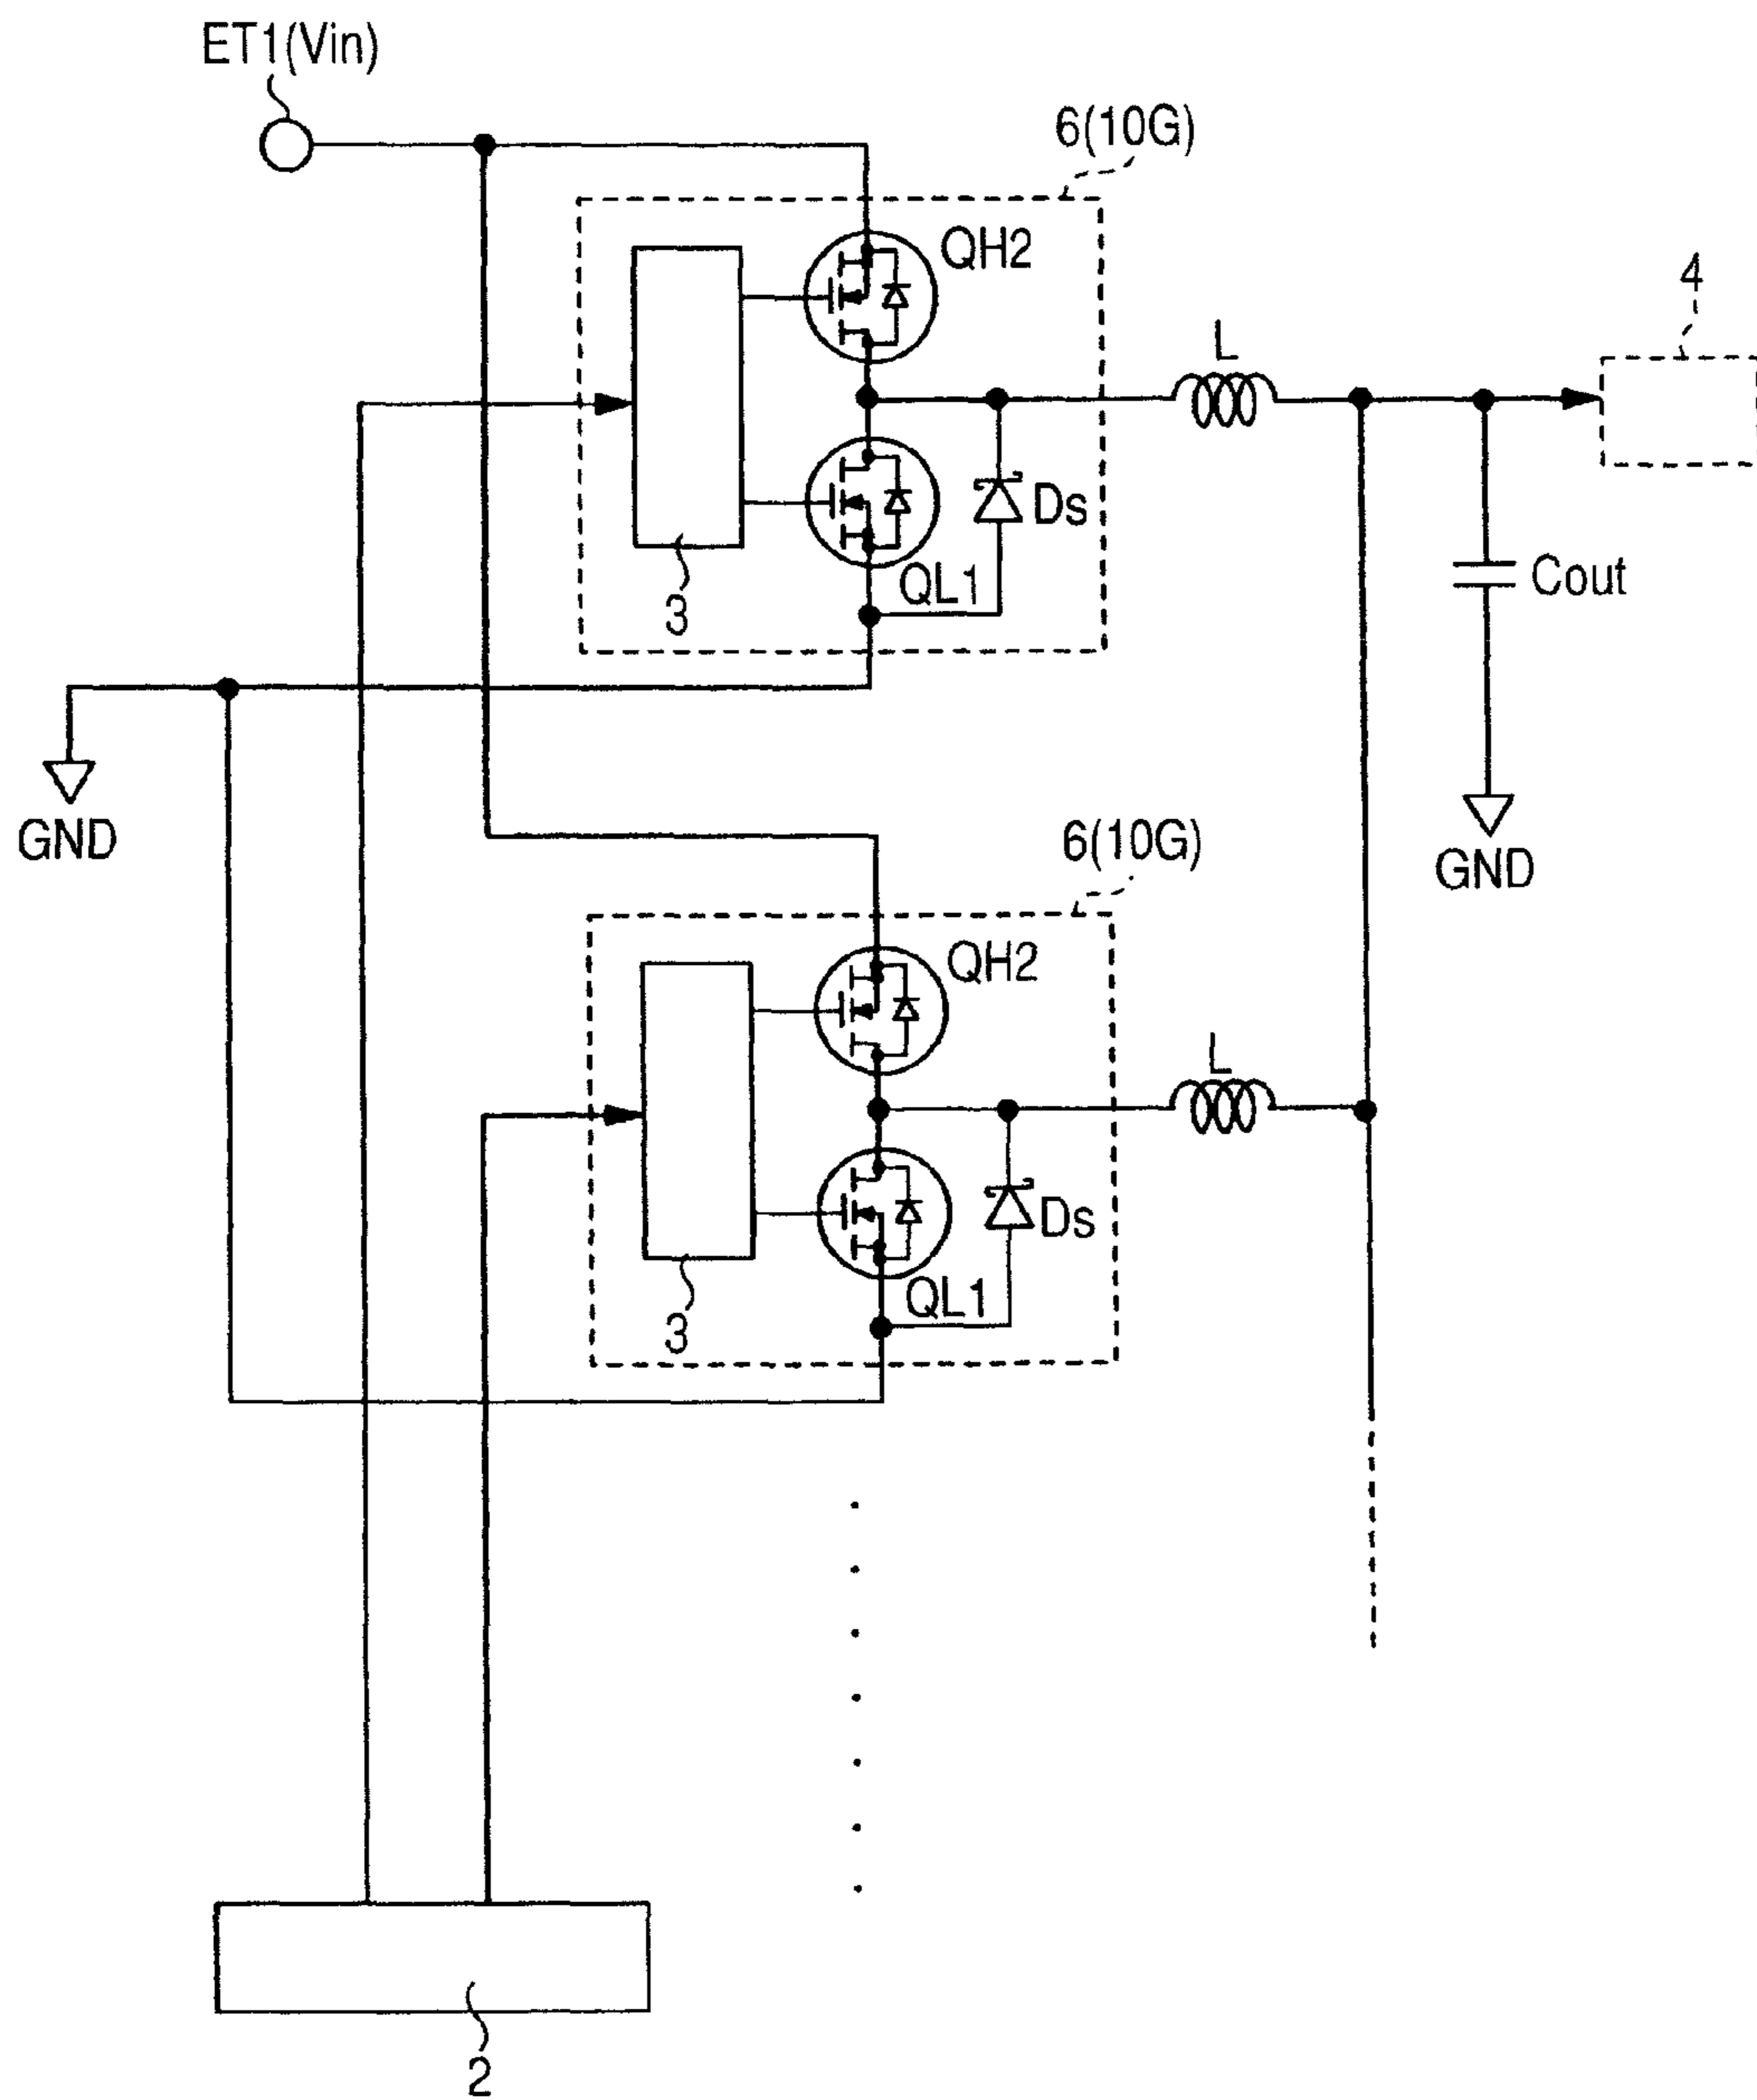 ET1(Vin)
6(10G)
QH2
4
L
Ds
Cout
QL1
3
GND
6(10G)
GND
QH2
L
Ds
QL1
3
2